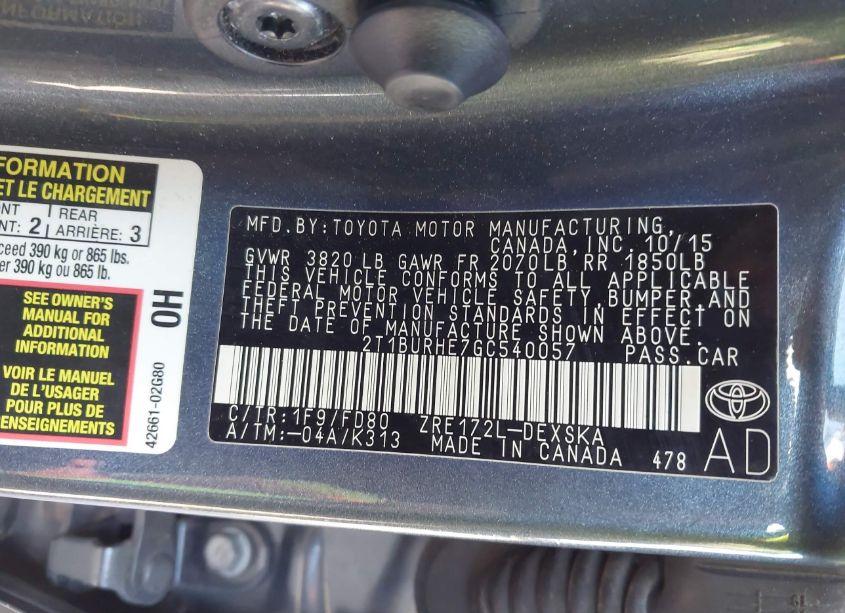 INFORMATION
FORMATION
ET LE CHARGEMENT
2
REAR
ARRIÈRE: 3
390 kg or 865 lbs.
er 390 kg ou 865 lb.
SEE OWNER'S
MANUAL FOR
ADDITIONAL
INFORMATION
VOIR LE MANUEL
DE L'USAGER
POUR PLUS DE
RENSEIGNEMENTS
0H
42661-02G80
MFD.BY:TOYOTA MOTOR MANUFACTURING,
CANADA, INC. 10/15
GVWR 3820 LB GAWR FR 2070LB, RR 1850LB
THIS VEHICLE CONFORMS TO ALL APPLICABLE
FEDERAL MOTOR VEHICLE SAFETY, BUMPER, AND
THEFT PREVENTION STANDARDS IN EFFECT ON
THE DATE OF MANUFACTURE SHOWN ABOVE.
2T1BURHE7GC540057 PASS.CAR
C/TR:1F9/FD80 ZRE172L-DEXSKA
A/TM:-04A/K313 MADE IN CANADA 478
AD